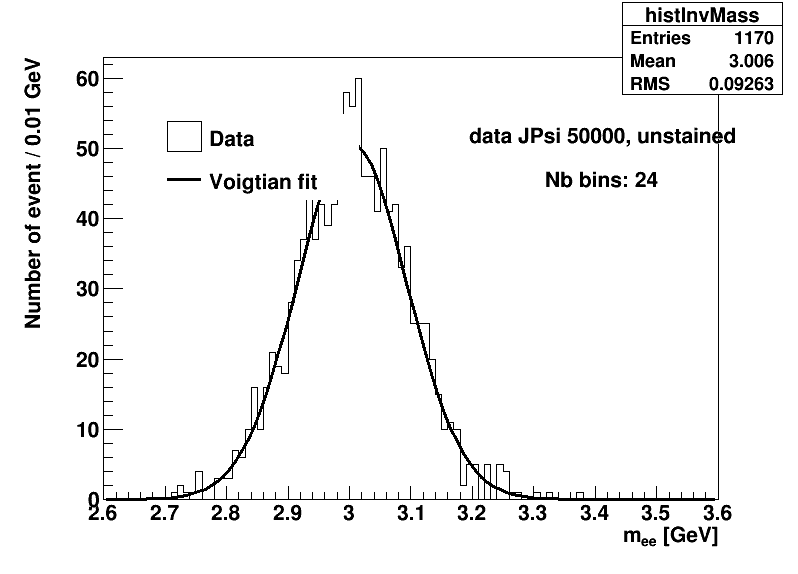 histInvMass
Entries 1170
Mean 3.006
RMS 0.09263
Number of event / 0.01 GeV
60
50
40
30
20
10
0
Data
Voigtian fit
data JPsi 50000, unstained
Nb bins: 24
2.6 2.7 2.8 2.9 3 3.1 3.2 3.3 3.4 3.5 3.6
mee [GeV]